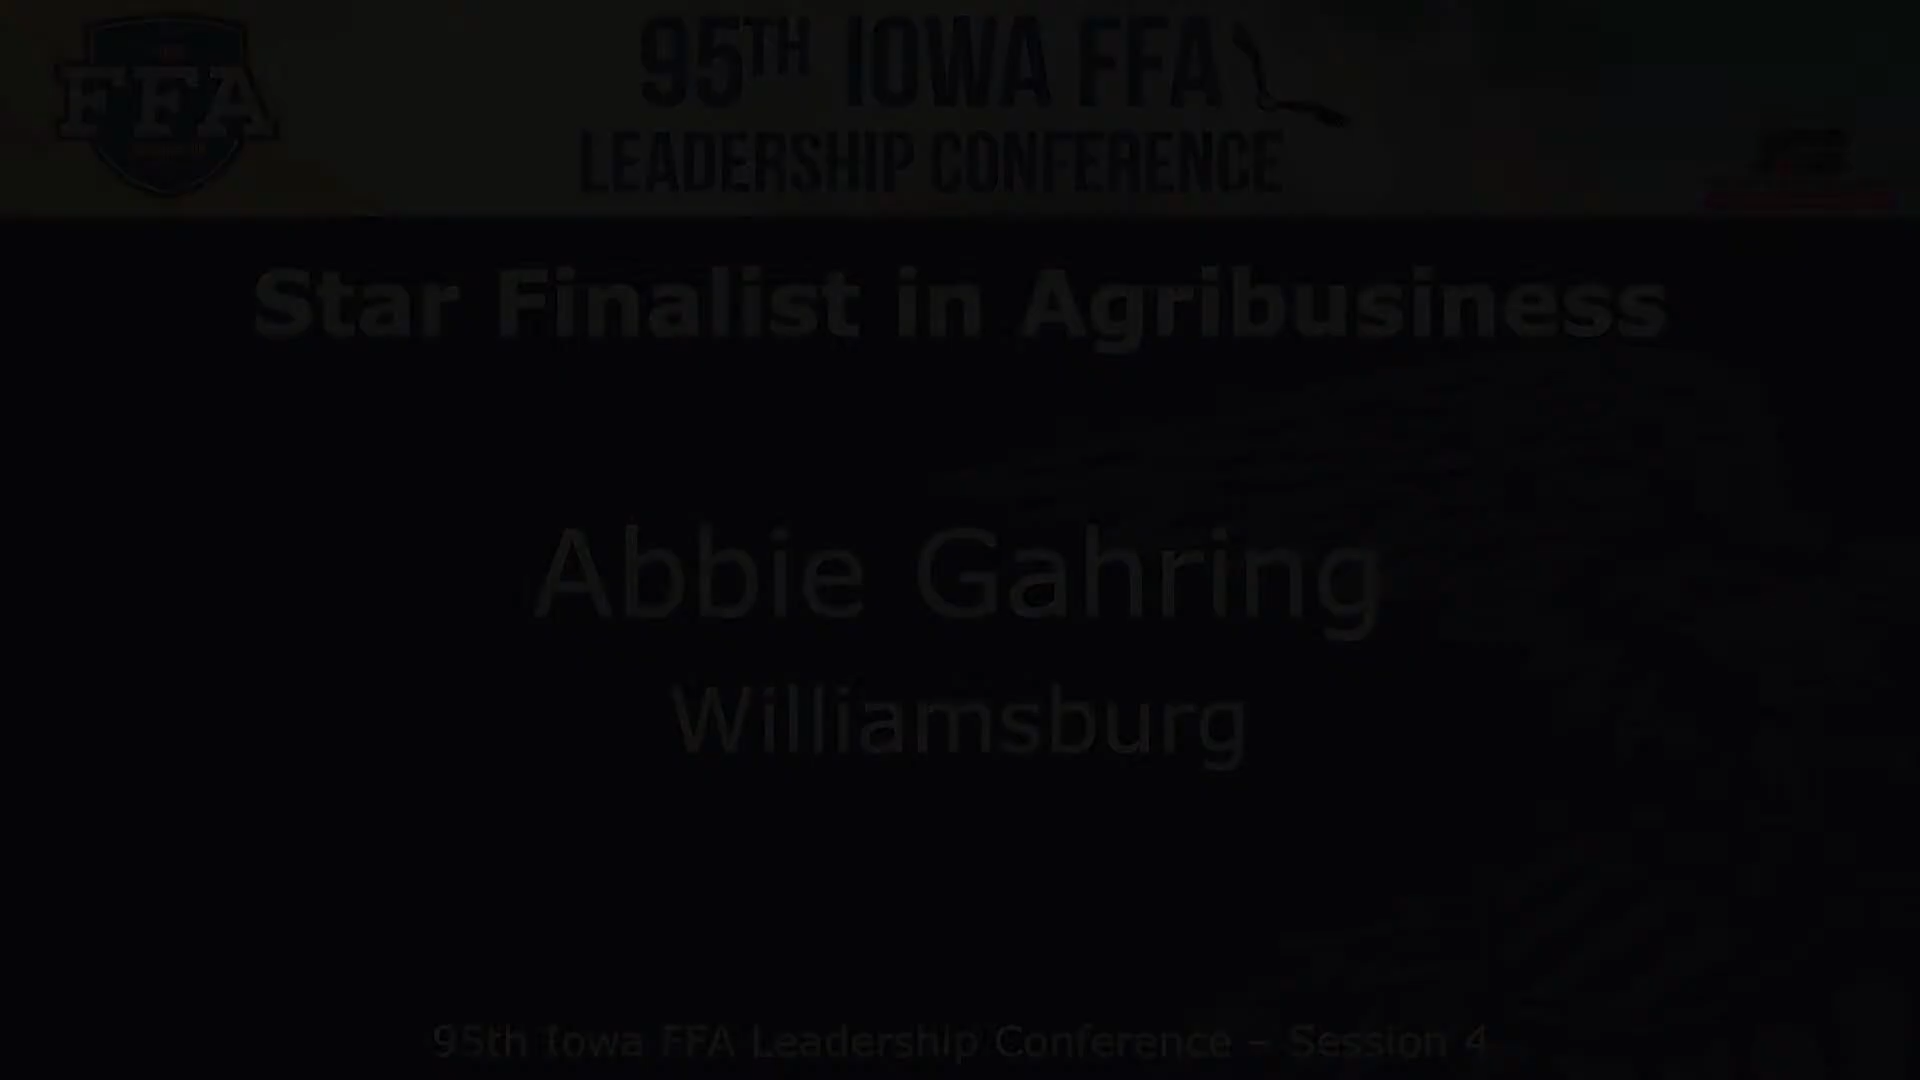 FFA
95TH IOWA FFA
LEADERSHIP CONFERENCE
Star Finalist in Agribusiness
Abbie Gahring
Williamsburg
95th Iowa FFA Leadership Conference – Session 4